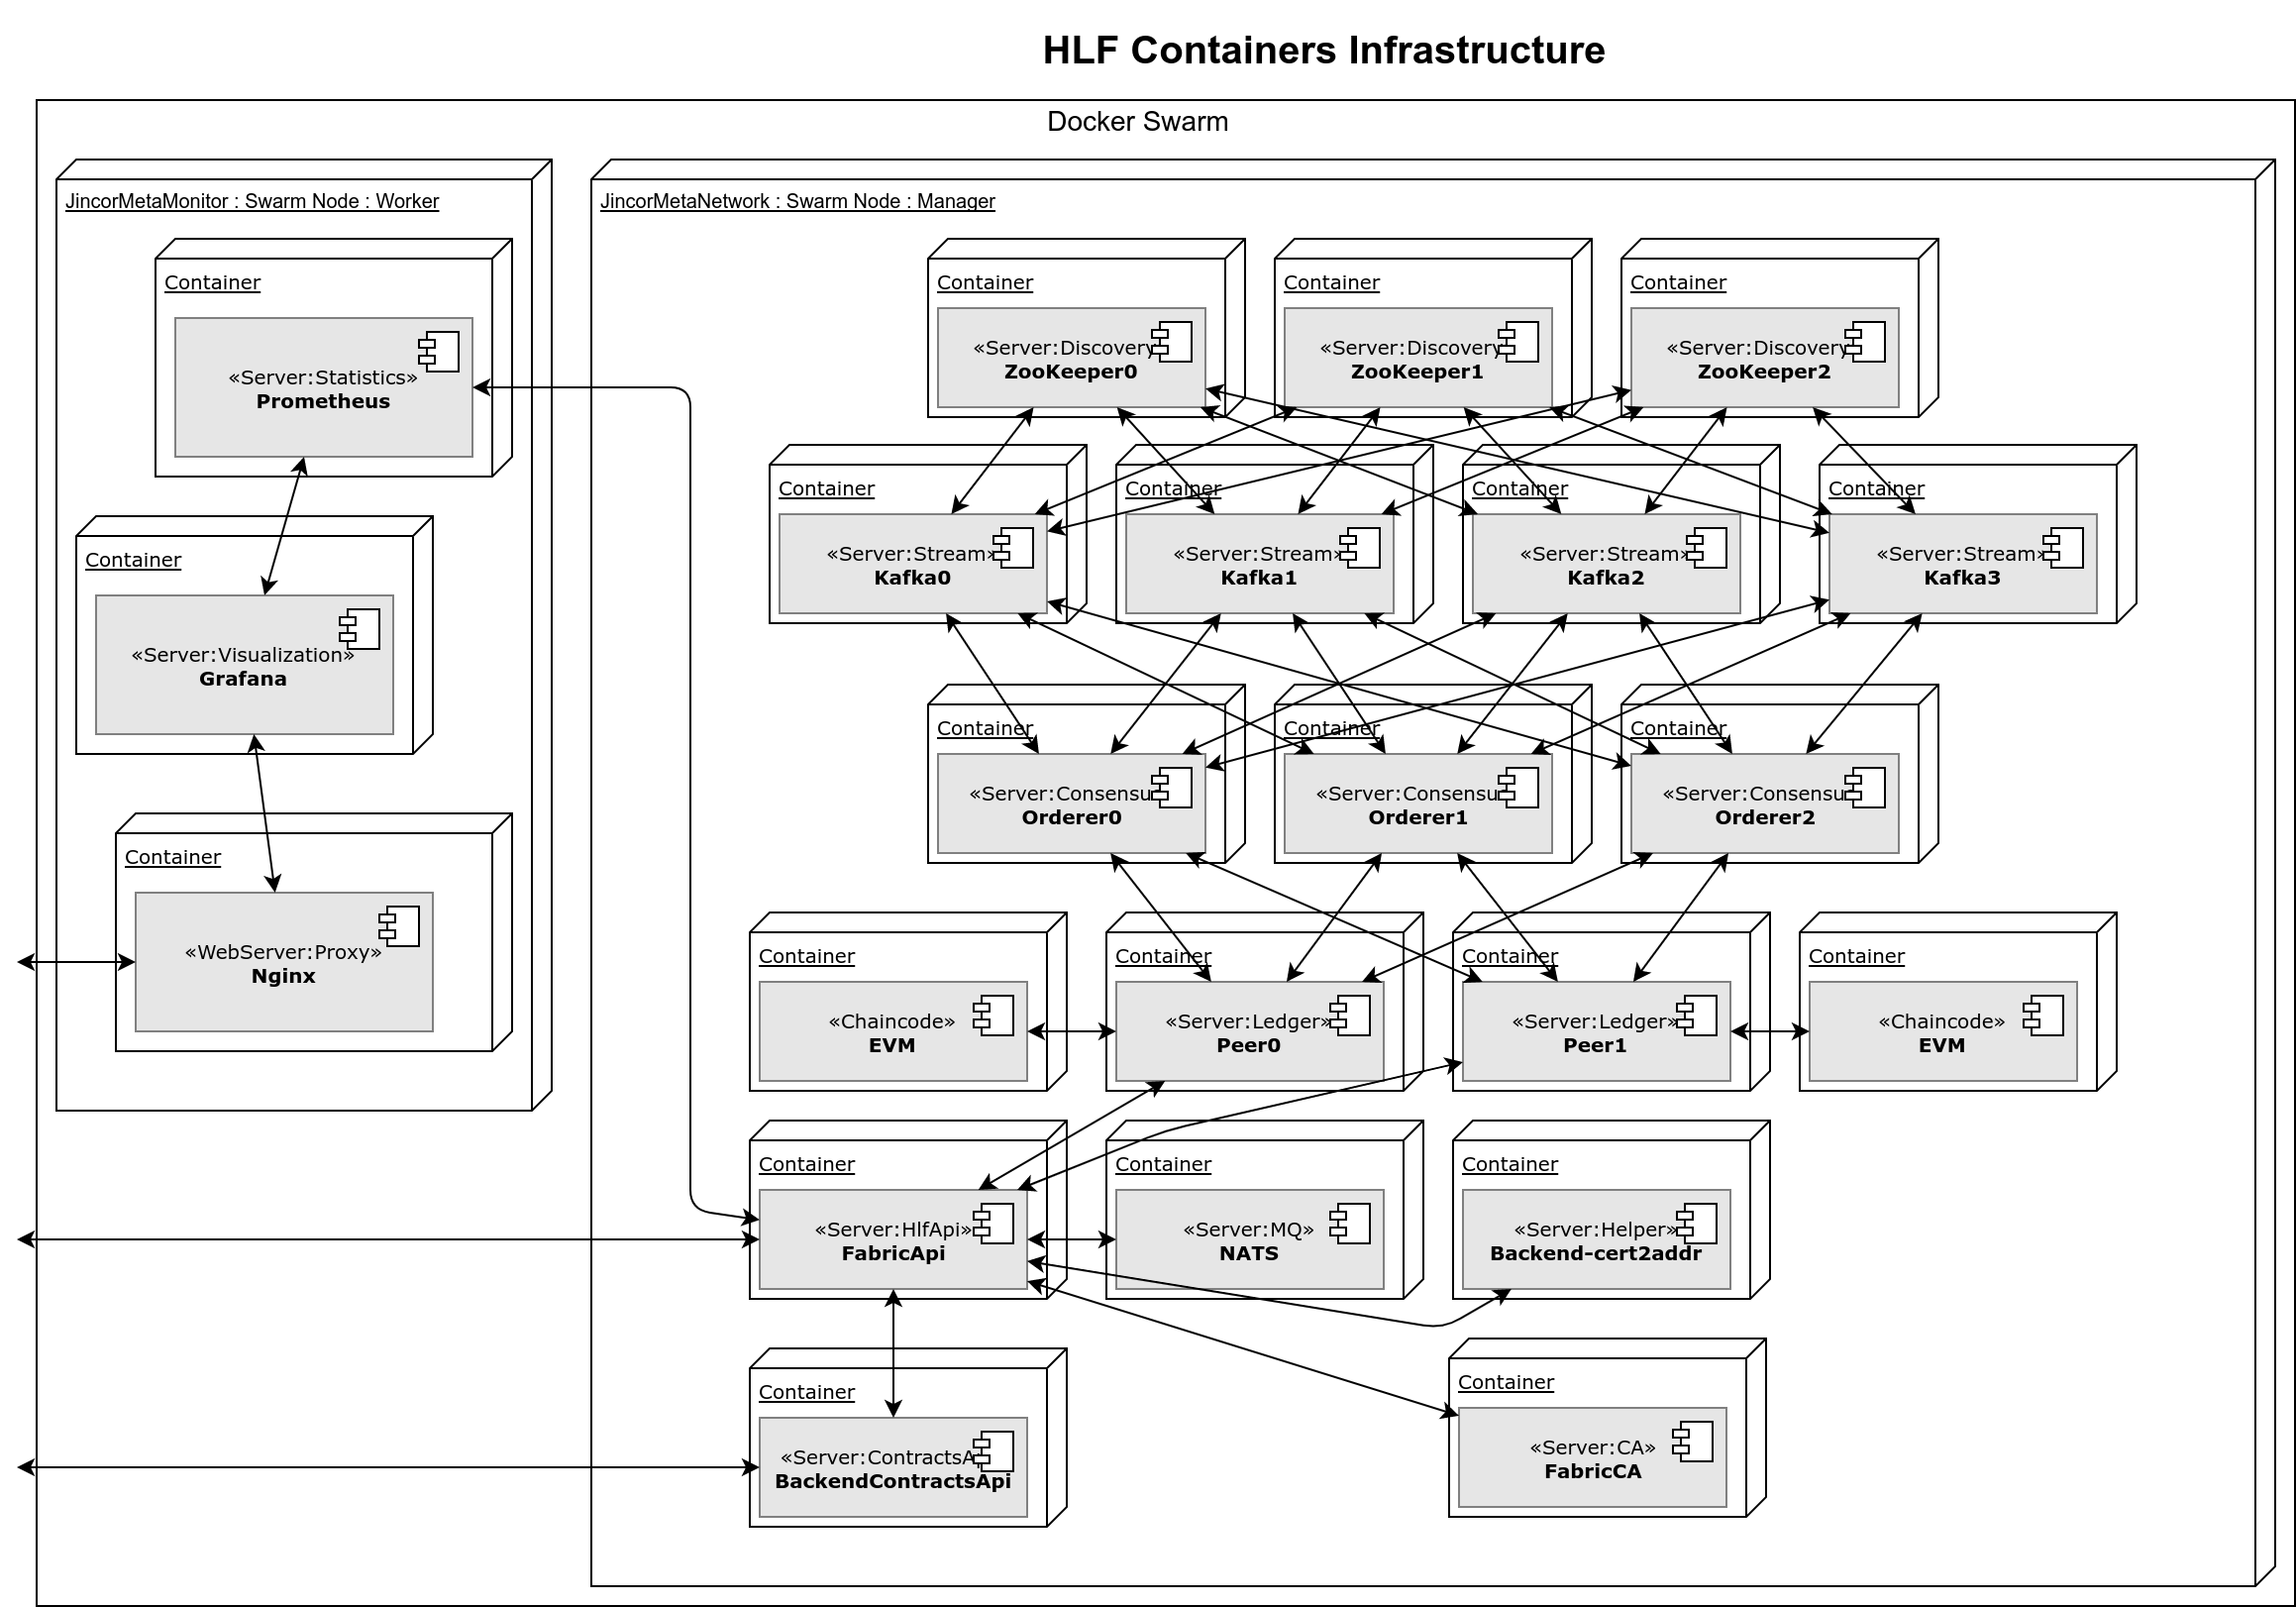 HLF Containers Infrastructure
Docker Swarm
JincorMetaMonitor : Swarm Node : Worker
Container
«Server:Statistics»
Prometheus
Container
«Server:Visualization»
Grafana
Container
«WebServer:Proxy»
Nginx
JincorMetaNetwork : Swarm Node : Manager
Container
«Server:Discovery
ZooKeeper0
Container
«Server:Discovery
ZooKeeper1
Container
«Server:Discovery
ZooKeeper2
Container
«Server:Stream»
Kafka0
Container
«Server:Stream»
Kafka1
Container
«Server:Stream»
Kafka2
Container
«Server:Stream»
Kafka3
Container
«Server:Consensu
Orderer0
Container
«Server:Consensu
Orderer1
Container
«Server:Consensu
Orderer2
Container
«Chaincode»
EVM
Container
«Server:Ledger»
Peer0
Container
«Server:Ledger»
Peer1
Container
«Chaincode»
EVM
Container
«Server:HlfApi»
FabricApi
Container
«Server:MQ»
NATS
Container
«Server:Helper»
Backend-cert2addr
Container
«Server:ContractsAp
BackendContractsApi
Container
«Server:CA»
FabricCA